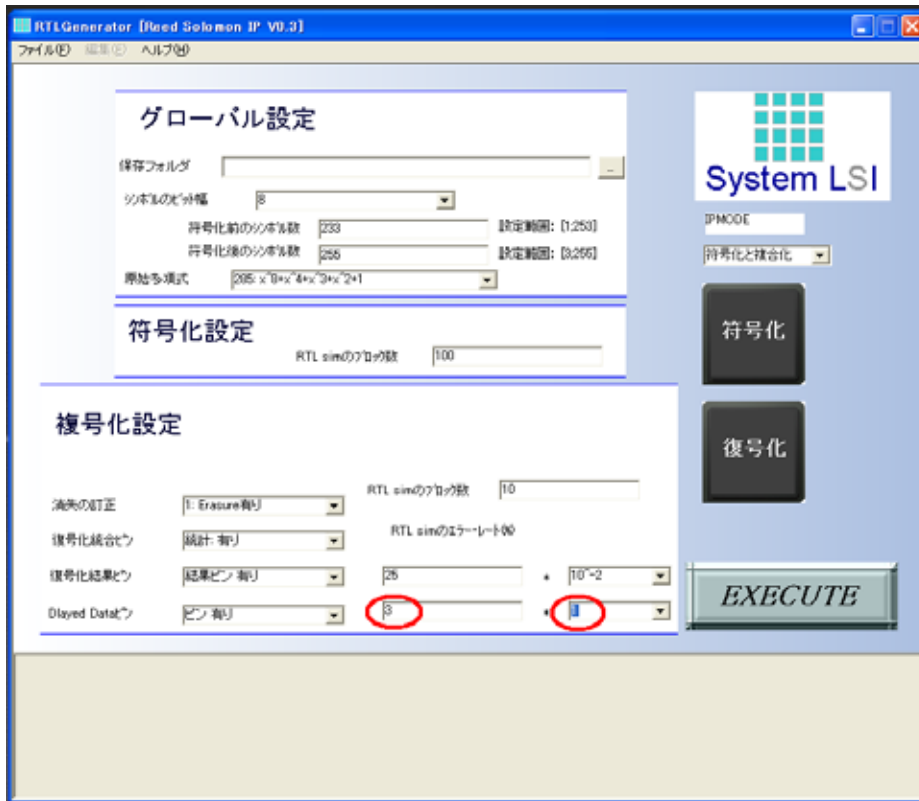 RTLGenerator [Reed Solomon IP V0.3]
ファイル(F) 編集(E) ヘルプ(H)
グローバル設定
保存フォルダ
...
シンボルのビット幅 8
符号化前のシンボル数 233 設定範囲: [1;253]
符号化後のシンボル数 255 設定範囲: [3;255]
原始多項式 285: x^8+x^4+x^3+x^2+1
符号化設定
RTL simのブロック数 100
複号化設定
RTL simのブロック数 10
消失の訂正 1: Erasure有り
RTL simのエラーレート(%)
復号化統合ピン 統計: 有り
復号化結果ピン 結果ピン 有り 25 * 10^-2
Dlayed Dataピン ピン 有り 3 *
System LSI
IPMODE
符号化と複合化
符号化
復号化
EXECUTE